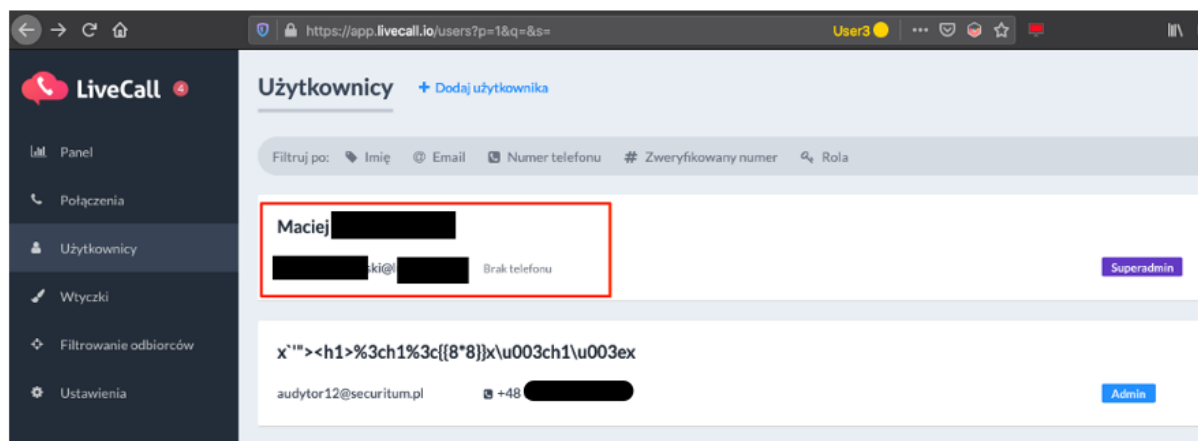 https://app.livecall.io/users?p=1&q=&s=
User3
LiveCall 4
Użytkownicy + Dodaj użytkownika
Panel
Filtruj po: Imię @ Email Numer telefonu # Zweryfikowany numer Rola
Połączenia
Maciej
Użytkownicy
ski@ Brak telefonu
Superadmin
Wtyczki
Filtrowanie odbiorców
x`'"><h1>%3ch1%3c{{8*8}}x\u003ch1\u003ex
Ustawienia
audytor12@securitum.pl +48
Admin